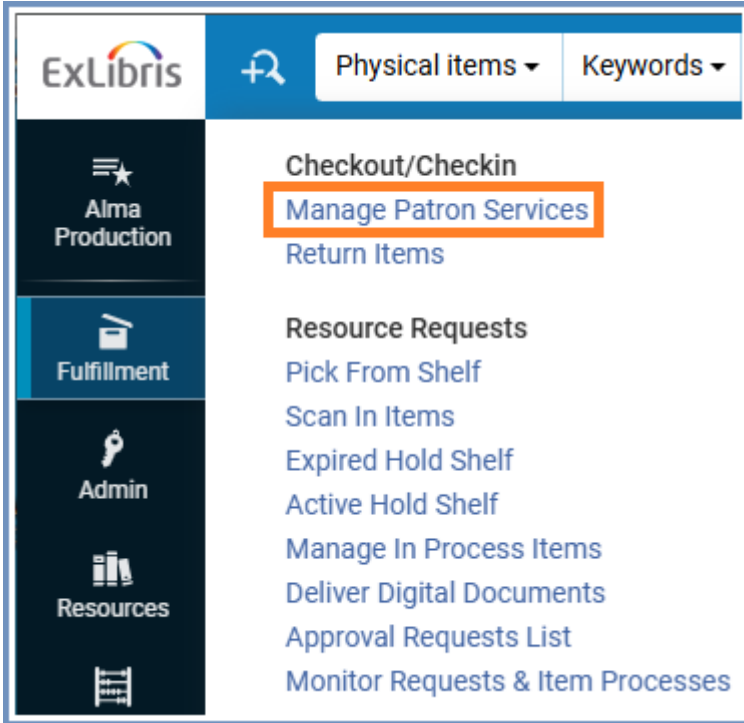 ExLibris
Physical items
Keywords
Alma
Production
Fulfillment
Admin
Resources
Checkout/Checkin
Manage Patron Services
Return Items
Resource Requests
Pick From Shelf
Scan In Items
Expired Hold Shelf
Active Hold Shelf
Manage In Process Items
Deliver Digital Documents
Approval Requests List
Monitor Requests & Item Processes